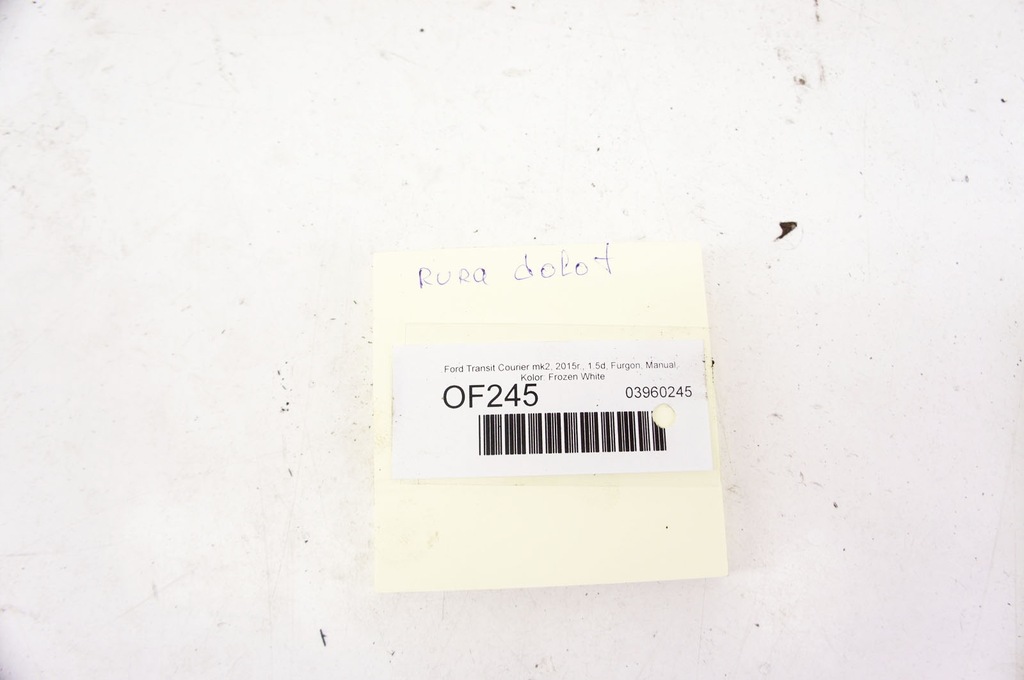 RURA dolot
Ford Transit Courier mk2, 2015r., 1.5d, Furgon, Manual,
Kolor: Frozen White
OF245 03960245